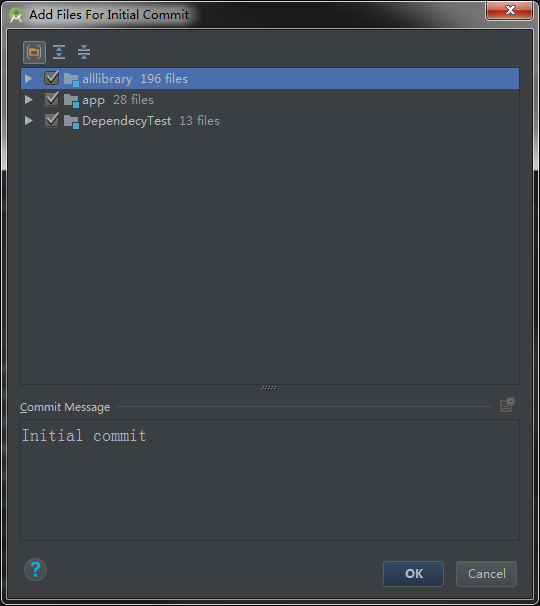 Add Files For Initial Commit
alllibrary 196 files
app 28 files
DependecyTest 13 files
Commit Message
Initial commit
?
OK
Cancel